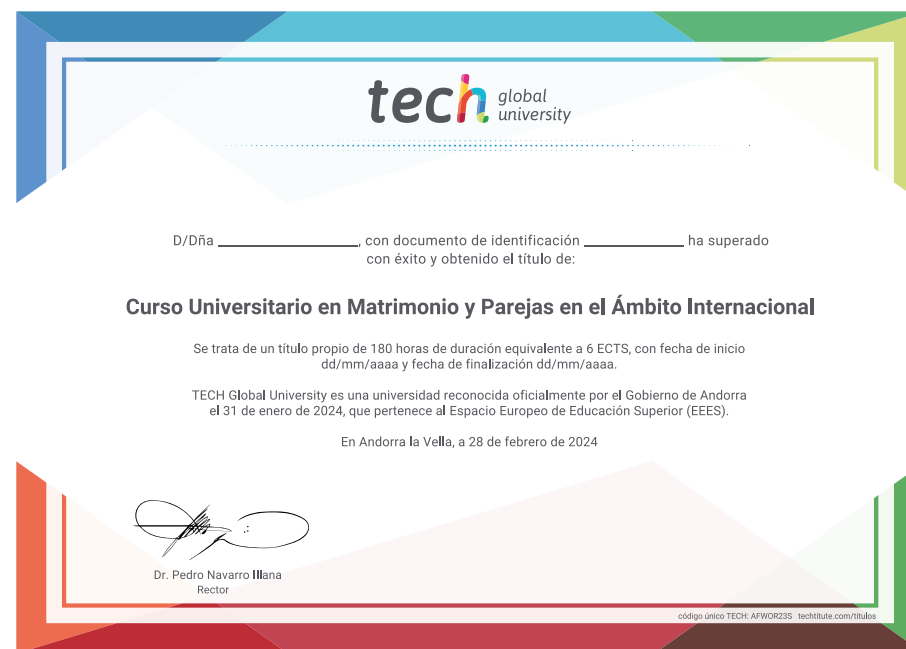 tech global university
D/Dña ____________________, con documento de identificación ______________ ha superado
con éxito y obtenido el título de:
Curso Universitario en Matrimonio y Parejas en el Ámbito Internacional
Se trata de un título propio de 180 horas de duración equivalente a 6 ECTS, con fecha de inicio
dd/mm/aaaa y fecha de finalización dd/mm/aaaa.
TECH Global University es una universidad reconocida oficialmente por el Gobierno de Andorra
el 31 de enero de 2024, que pertenece al Espacio Europeo de Educación Superior (EEES).
En Andorra la Vella, a 28 de febrero de 2024
Dr. Pedro Navarro Illana
Rector
código único TECH: AFWOR23S techtitute.com/titulos